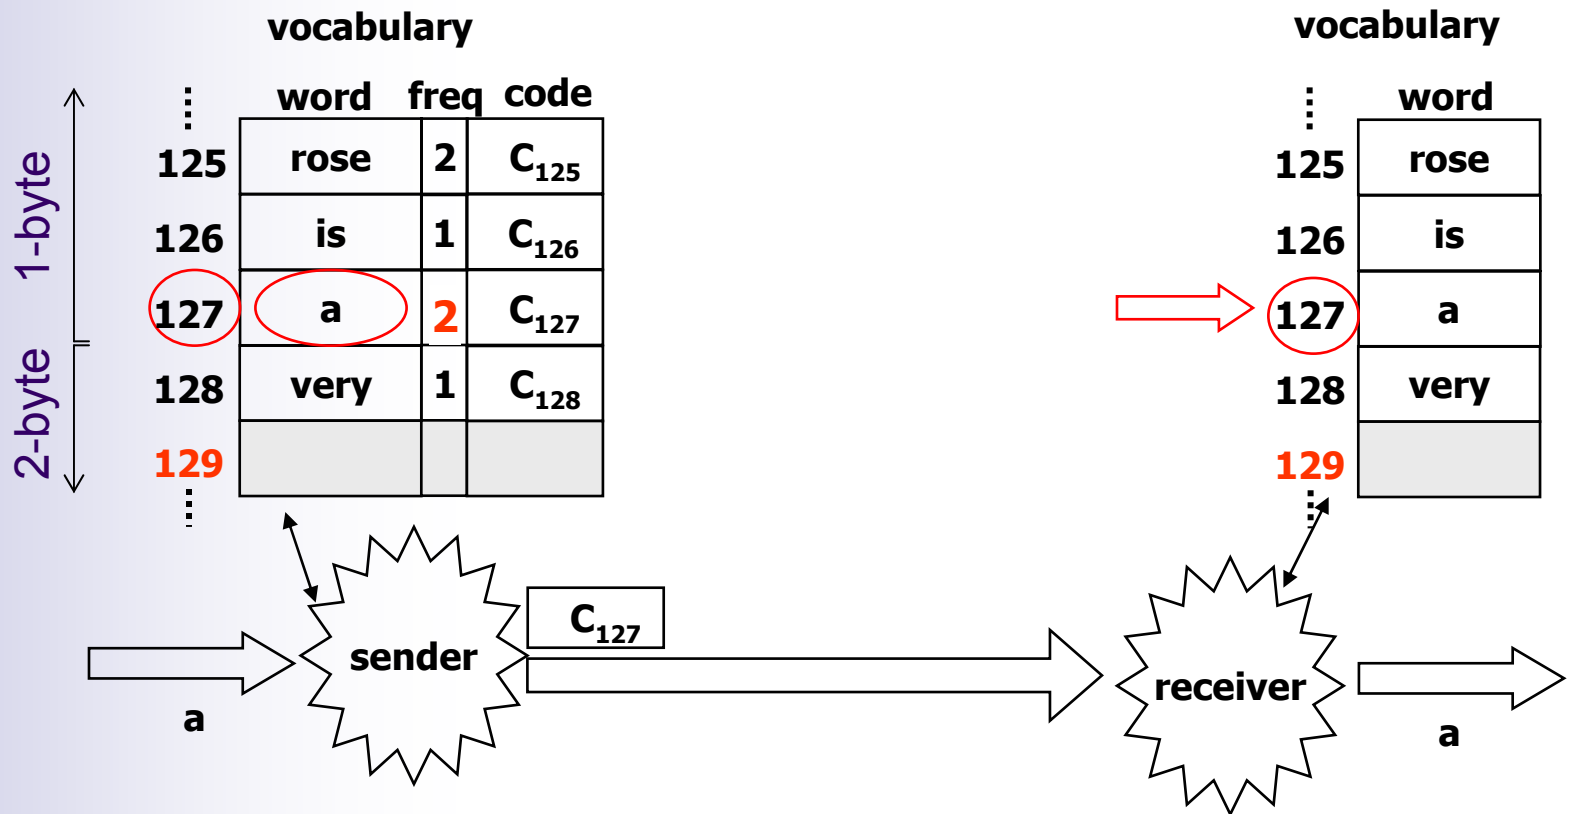 vocabulary
word freq code
125 rose 2 C125
126 is 1 C126
127 a 2 C127
128 very 1 C128
129
1-byte
2-byte
vocabulary
word
125 rose
126 is
127 a
128 very
129
a
sender
C127
receiver
a